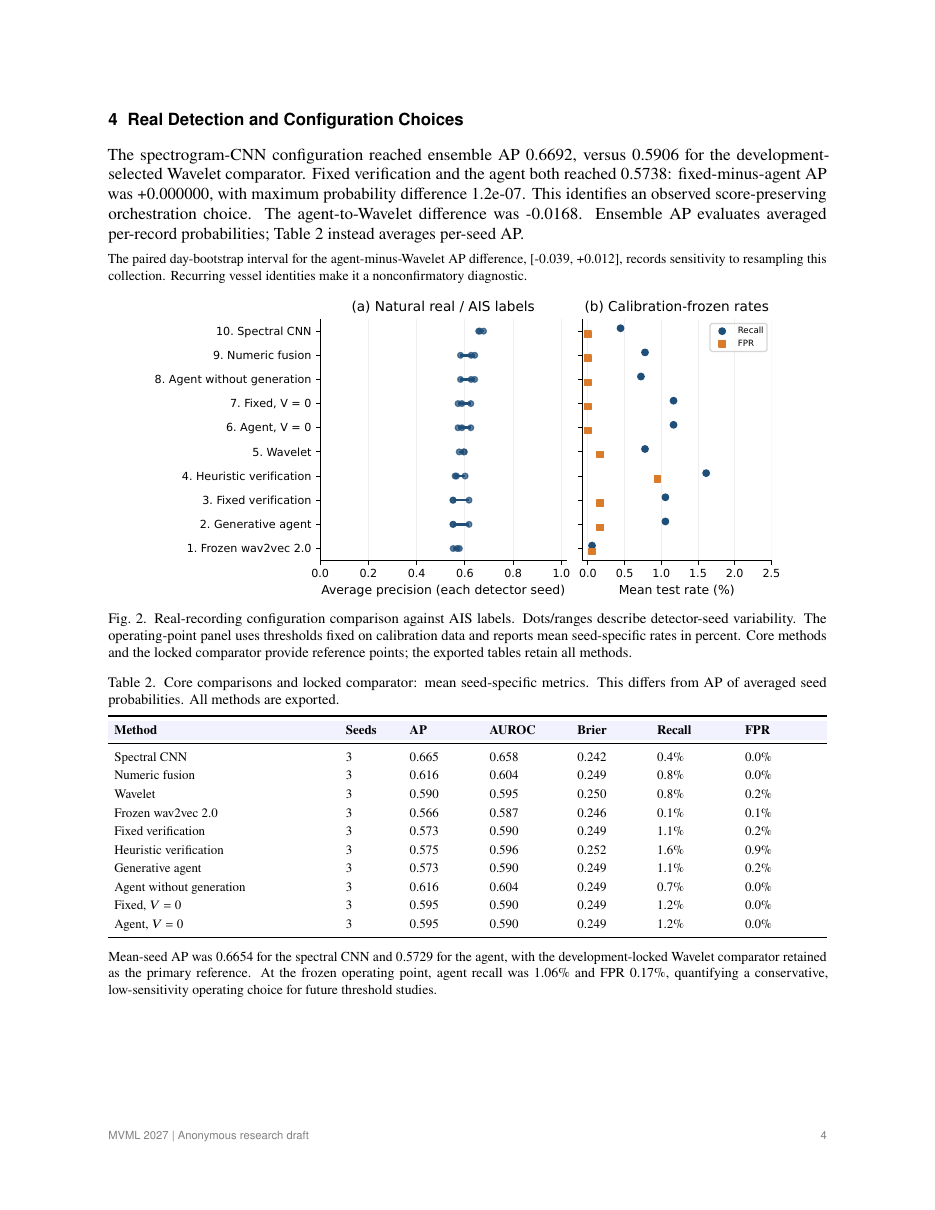 4 Real Detection and Configuration Choices
The spectrogram-CNN configuration reached ensemble AP 0.6692, versus 0.5906 for the development-
selected Wavelet comparator. Fixed verification and the agent both reached 0.5738: fixed-minus-agent AP
was +0.000000, with maximum probability difference 1.2e-07. This identifies an observed score-preserving
orchestration choice. The agent-to-Wavelet difference was -0.0168. Ensemble AP evaluates averaged
per-record probabilities; Table 2 instead averages per-seed AP.
The paired day-bootstrap interval for the agent-minus-Wavelet AP difference, [-0.039, +0.012], records sensitivity to resampling this
collection. Recurring vessel identities make it a nonconfirmatory diagnostic.
(a) Natural real / AIS labels
10. Spectral CNN
9. Numeric fusion
8. Agent without generation
7. Fixed, V = 0
6. Agent, V = 0
5. Wavelet
4. Heuristic verification
3. Fixed verification
2. Generative agent
1. Frozen wav2vec 2.0
0.0 0.2 0.4 0.6 0.8 1.0
Average precision (each detector seed)
(b) Calibration-frozen rates
Recall
FPR
0.0 0.5 1.0 1.5 2.0 2.5
Mean test rate (%)
Fig. 2. Real-recording configuration comparison against AIS labels. Dots/ranges describe detector-seed variability. The
operating-point panel uses thresholds fixed on calibration data and reports mean seed-specific rates in percent. Core methods
and the locked comparator provide reference points; the exported tables retain all methods.
Table 2. Core comparisons and locked comparator: mean seed-specific metrics. This differs from AP of averaged seed
probabilities. All methods are exported.
Method Seeds AP AUROC Brier Recall FPR
Spectral CNN 3 0.665 0.658 0.242 0.4% 0.0%
Numeric fusion 3 0.616 0.604 0.249 0.8% 0.0%
Wavelet 3 0.590 0.595 0.250 0.8% 0.2%
Frozen wav2vec 2.0 3 0.566 0.587 0.246 0.1% 0.1%
Fixed verification 3 0.573 0.590 0.249 1.1% 0.2%
Heuristic verification 3 0.575 0.596 0.252 1.6% 0.9%
Generative agent 3 0.573 0.590 0.249 1.1% 0.2%
Agent without generation 3 0.616 0.604 0.249 0.7% 0.0%
Fixed, V = 0 3 0.595 0.590 0.249 1.2% 0.0%
Agent, V = 0 3 0.595 0.590 0.249 1.2% 0.0%
Mean-seed AP was 0.6654 for the spectral CNN and 0.5729 for the agent, with the development-locked Wavelet comparator retained
as the primary reference. At the frozen operating point, agent recall was 1.06% and FPR 0.17%, quantifying a conservative,
low-sensitivity operating choice for future threshold studies.
MVML 2027 | Anonymous research draft 4